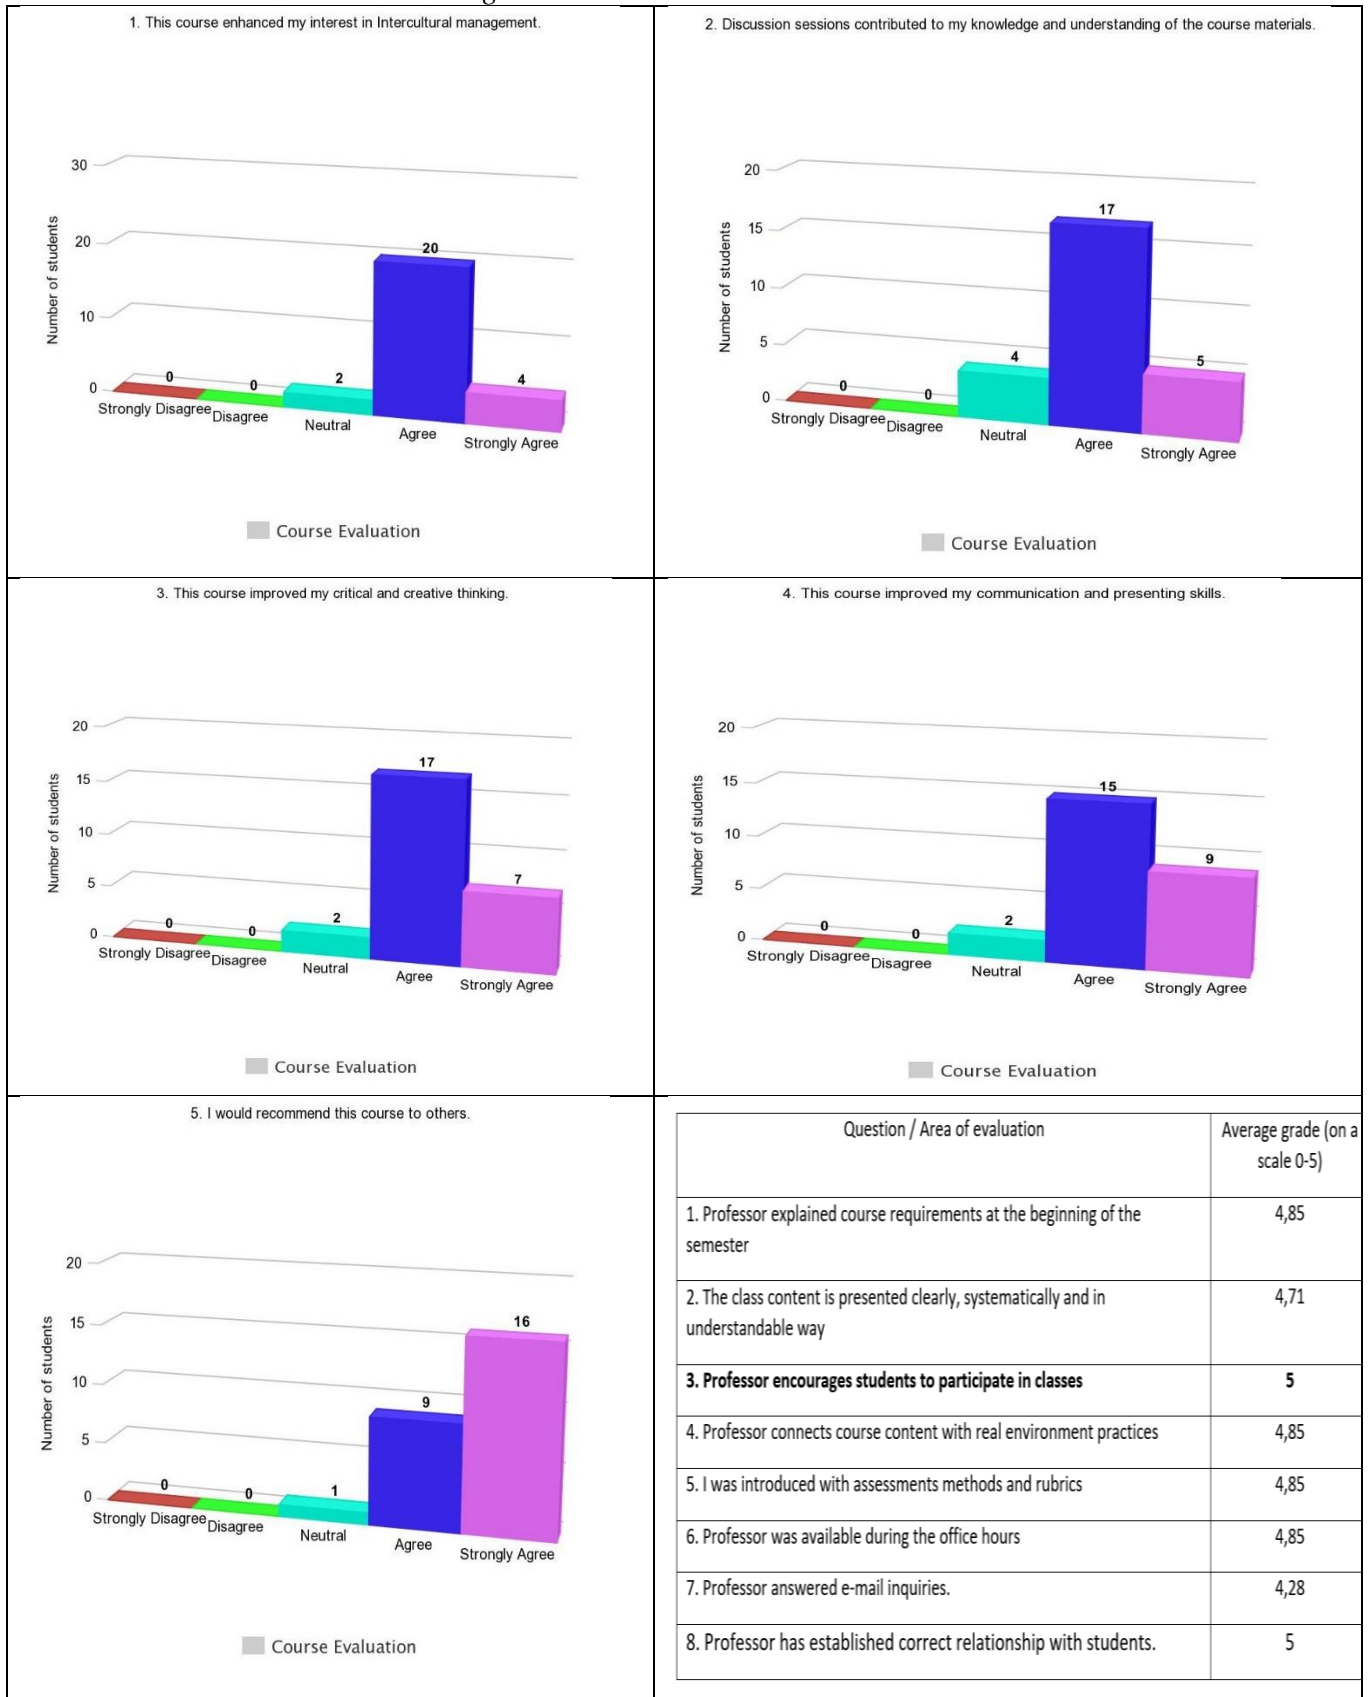 1. This course enhanced my interest in Intercultural management.
30
20
10
0
Number of students
0
0
2
20
4
Strongly Disagree
Disagree
Neutral
Agree
Strongly Agree
Course Evaluation
2. Discussion sessions contributed to my knowledge and understanding of the course materials.
20
15
10
5
0
Number of students
0
0
4
17
5
Strongly Disagree
Disagree
Neutral
Agree
Strongly Agree
Course Evaluation
3. This course improved my critical and creative thinking.
20
15
10
5
0
Number of students
0
0
2
17
7
Strongly Disagree
Disagree
Neutral
Agree
Strongly Agree
Course Evaluation
4. This course improved my communication and presenting skills.
20
15
10
5
0
Number of students
0
0
2
15
9
Strongly Disagree
Disagree
Neutral
Agree
Strongly Agree
Course Evaluation
5. I would recommend this course to others.
20
15
10
5
0
Number of students
0
0
1
9
16
Strongly Disagree
Disagree
Neutral
Agree
Strongly Agree
Course Evaluation
Question / Area of evaluation
Average grade (on a
scale 0-5)
1. Professor explained course requirements at the beginning of the
semester
4,85
2. The class content is presented clearly, systematically and in
understandable way
4,71
3. Professor encourages students to participate in classes
5
4. Professor connects course content with real environment practices
4,85
5. I was introduced with assessments methods and rubrics
4,85
6. Professor was available during the office hours
4,85
7. Professor answered e-mail inquiries.
4,28
8. Professor has established correct relationship with students.
5